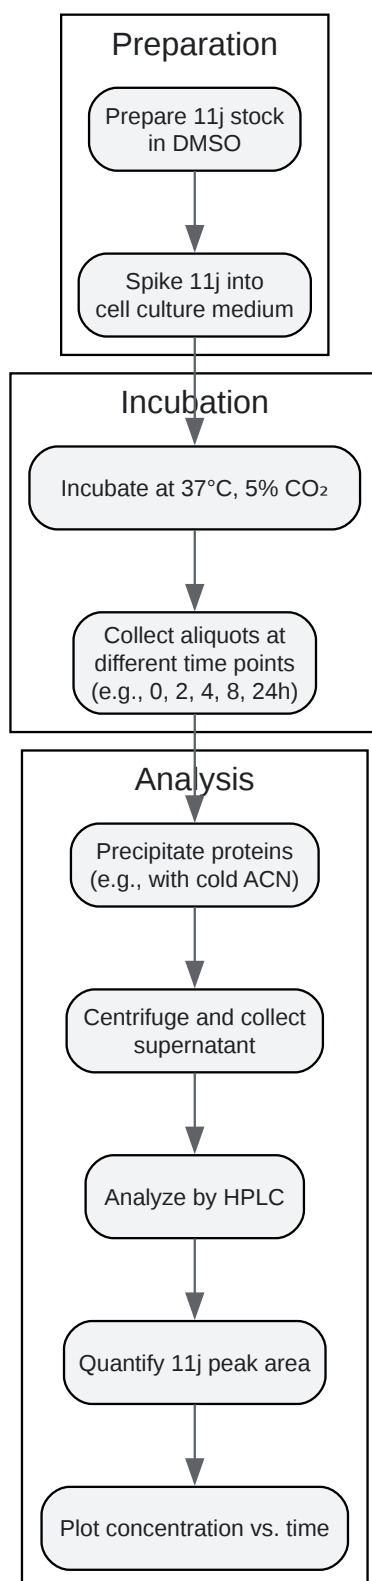 Preparation
Prepare 11j stock
in DMSO
Spike 11j into
cell culture medium
Incubation
Incubate at 37°C, 5% CO₂
Collect aliquots at
different time points
(e.g., 0, 2, 4, 8, 24h)
Analysis
Precipitate proteins
(e.g., with cold ACN)
Centrifuge and collect
supernatant
Analyze by HPLC
Quantify 11j peak area
Plot concentration vs. time